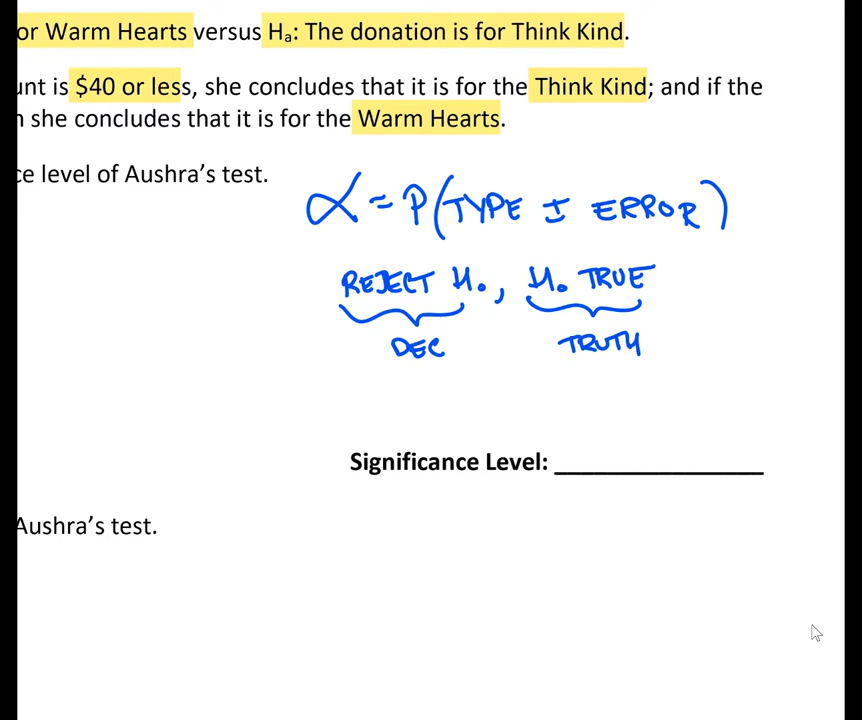 or Warm Hearts versus Hₐ: The donation is for Think Kind.
unt is $40 or less, she concludes that it is for the Think Kind; and if the
she concludes that it is for the Warm Hearts.
ce level of Aushra's test.
α = P(TYPE I ERROR)
REJECT H₀, H₀ TRUE
DEC TRUTH
Significance Level: _______________
Aushra's test.